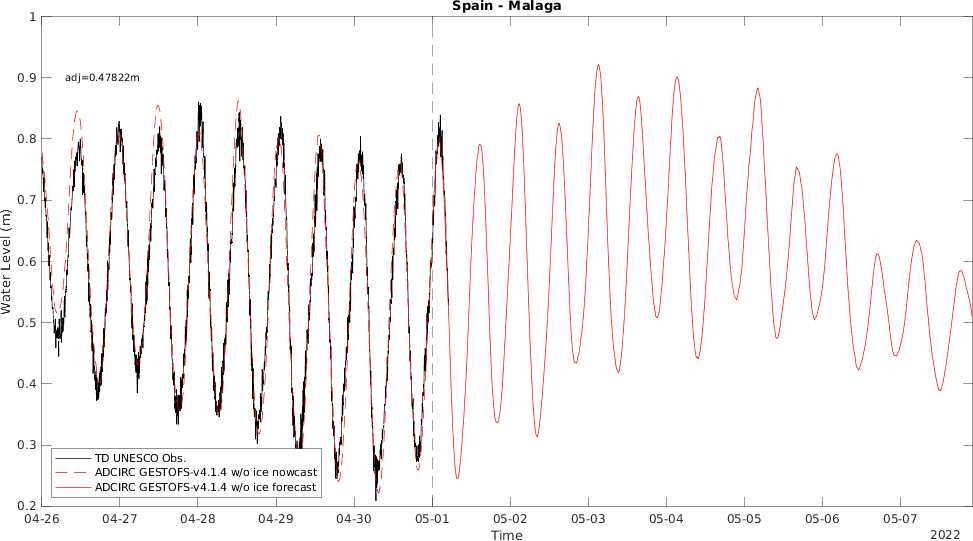 Spain - Malaga
1
0.9
0.8
0.7
0.6
0.5
0.4
0.3
0.2
Water Level (m)
adj=0.47822m
TD UNESCO Obs.
ADCIRC GESTOFS-v4.1.4 w/o ice nowcast
ADCIRC GESTOFS-v4.1.4 w/o ice forecast
04-26 04-27 04-28 04-29 04-30 05-01 05-02 05-03 05-04 05-05 05-06 05-07
Time
2022